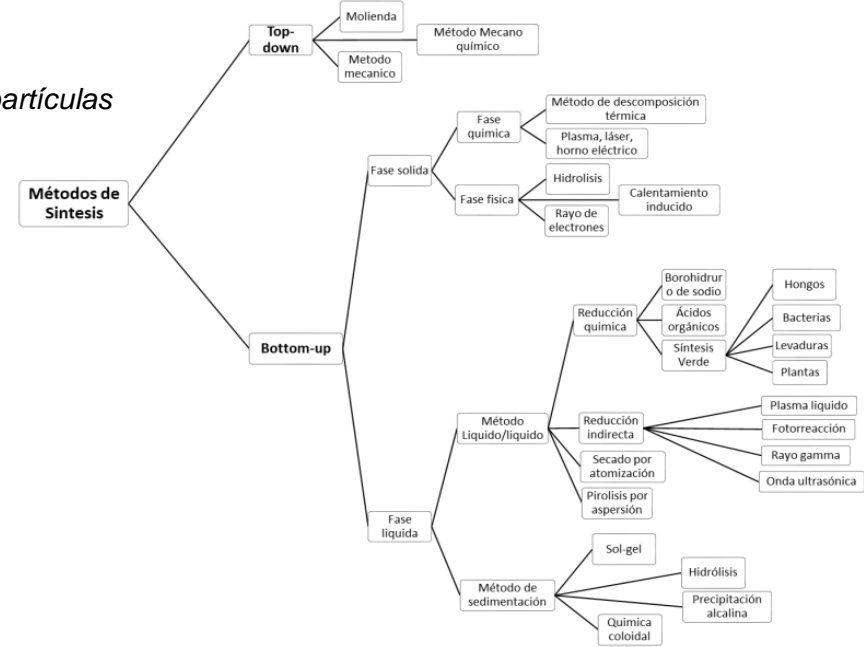 partículas
Métodos de
Sintesis
Top-
down
Molienda
Método Mecano
químico
Metodo
mecanico
Bottom-up
Fase solida
Fase
quimica
Método de descomposición
térmica
Plasma, láser,
horno eléctrico
Fase fisica
Hidrolisis
Calentamiento
inducido
Rayo de
electrones
Fase
liquida
Método
Liquido/liquido
Reducción
quimica
Borohidrur
o de sodio
Ácidos
orgánicos
Síntesis
Verde
Hongos
Bacterias
Levaduras
Plantas
Reducción
indirecta
Plasma liquido
Fotorreacción
Rayo gamma
Onda ultrasónica
Secado por
atomización
Pirolisis por
aspersión
Método de
sedimentación
Sol-gel
Hidrólisis
Precipitación
alcalina
Quimica
coloidal